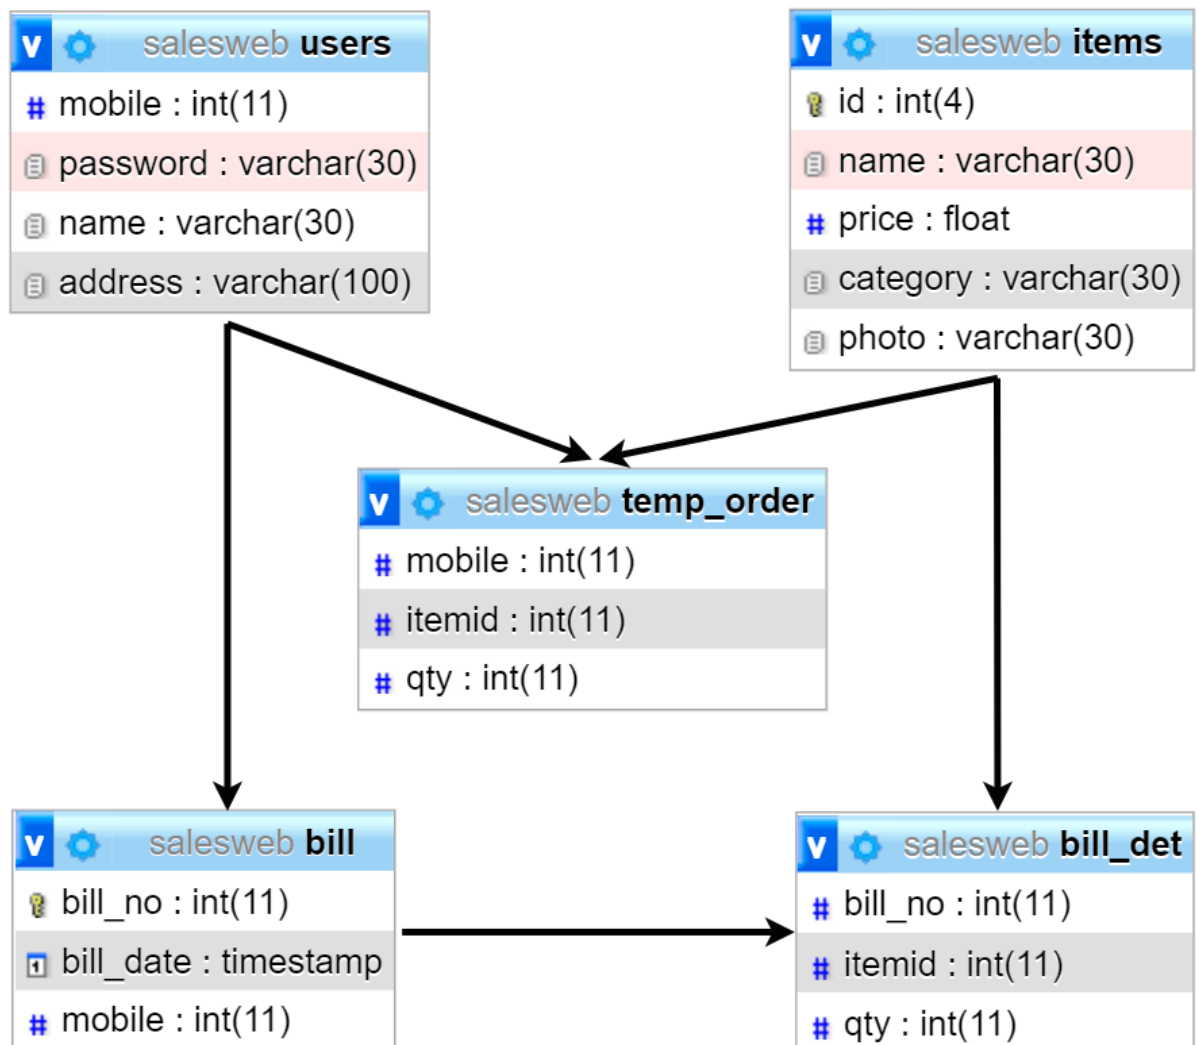 v salesweb users
mobile : int(11)
password : varchar(30)
name : varchar(30)
address : varchar(100)
v salesweb items
id : int(4)
name : varchar(30)
price : float
category : varchar(30)
photo : varchar(30)
v salesweb temp_order
mobile : int(11)
itemid : int(11)
qty : int(11)
v salesweb bill
bill_no : int(11)
bill_date : timestamp
mobile : int(11)
v salesweb bill_det
bill_no : int(11)
itemid : int(11)
qty : int(11)